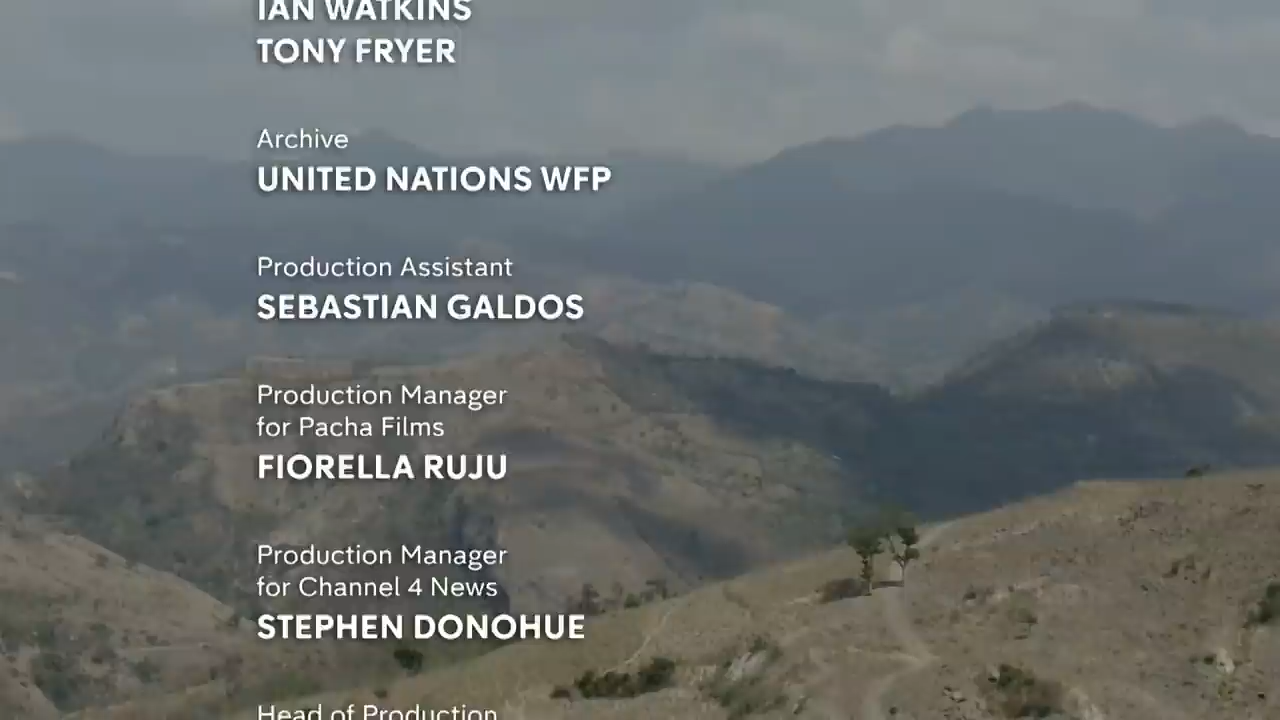 IAN WATKINS
TONY FRYER
Archive
UNITED NATIONS WFP
Production Assistant
SEBASTIAN GALDOS
Production Manager
for Pacha Films
FIORELLA RUJU
Production Manager
for Channel 4 News
STEPHEN DONOHUE
Head of Production